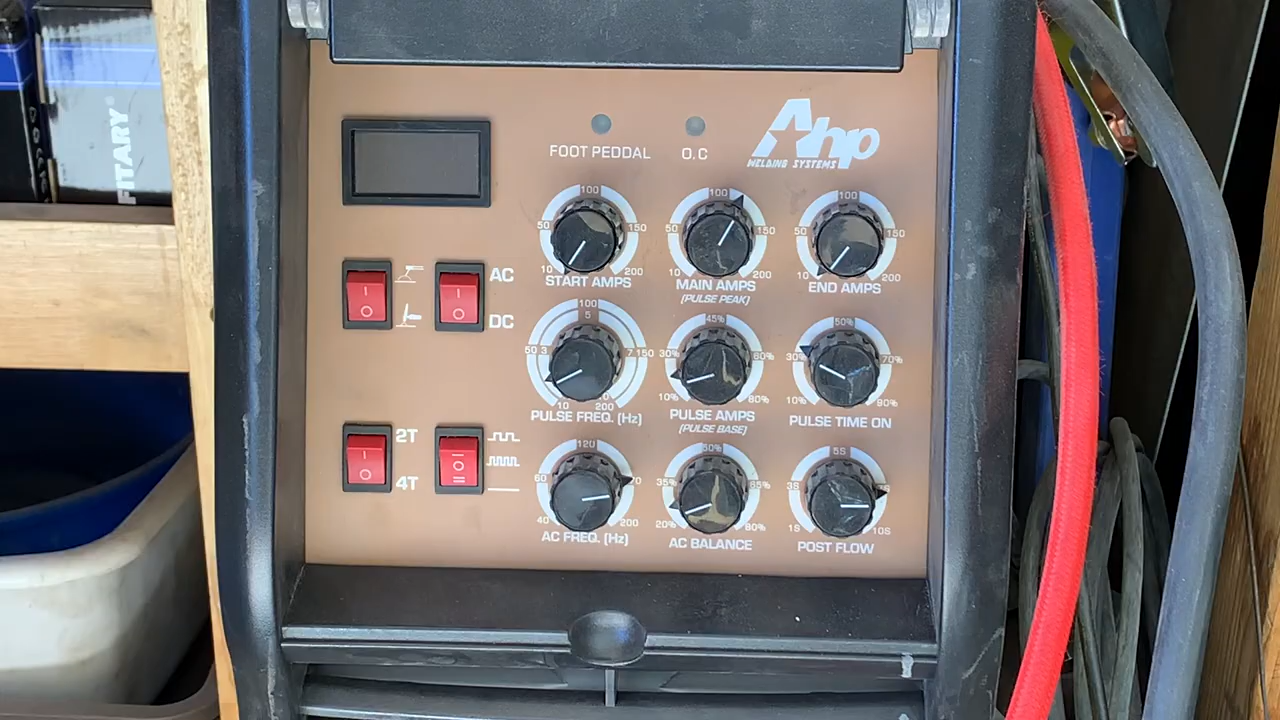 TITARY®
Ahp
WELDING SYSTEMS
FOOT PEDDAL
O.C
10 50 100 150 200
START AMPS
10 50 100 150 200
MAIN AMPS
(PULSE PEAK)
10 50 100 150 200
END AMPS
AC
DC
10 50 100 150 200
3 5 7
PULSE FREQ. (Hz)
10% 30% 45% 60% 80%
PULSE AMPS
(PULSE BASE)
10% 30% 50% 70% 90%
PULSE TIME ON
2T
4T
40 60 120 200
AC FREQ. (Hz)
20% 35% 50% 65% 80%
AC BALANCE
1S 3S 5S 10S
POST FLOW